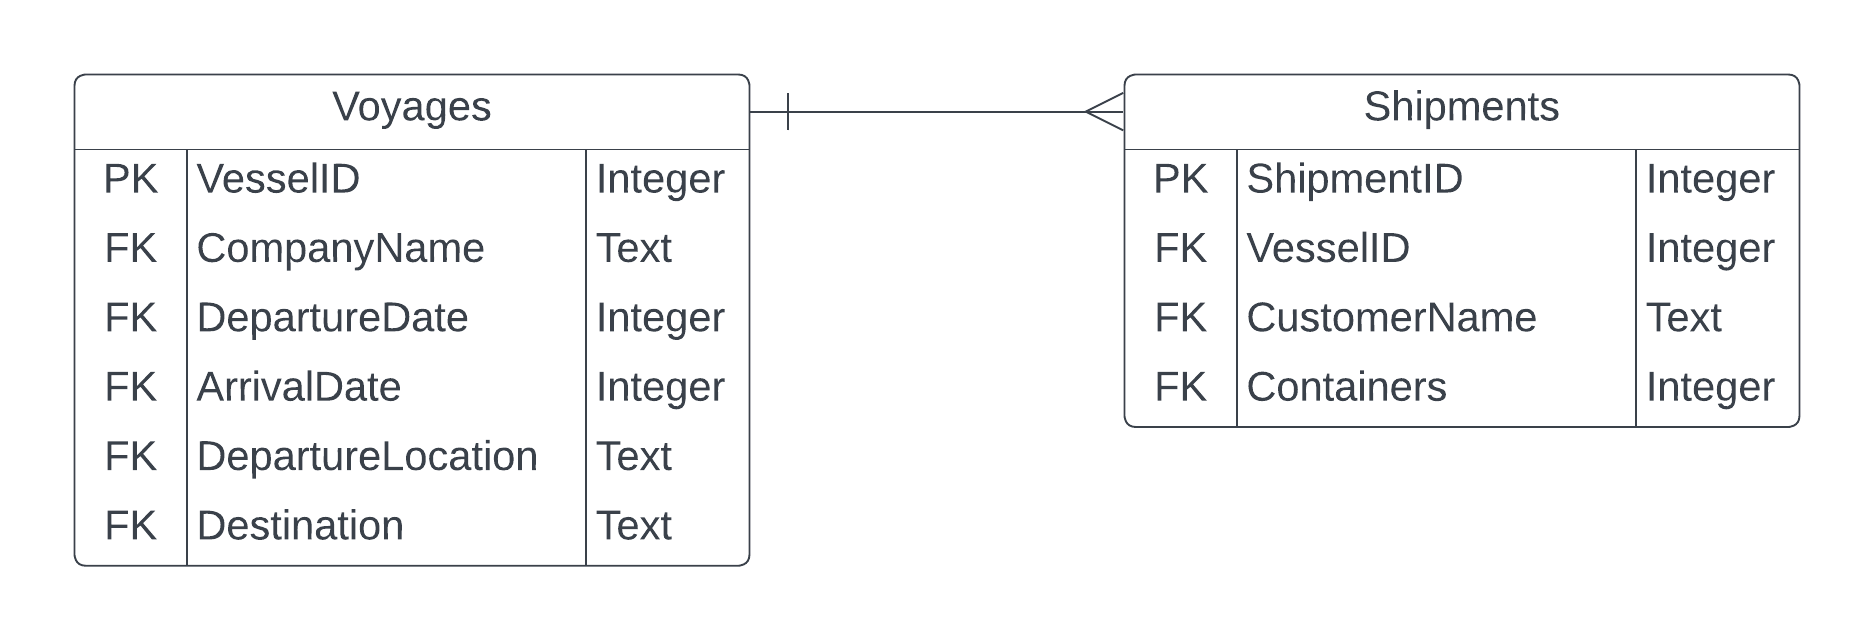 Voyages
PK VesselID Integer
FK CompanyName Text
FK DepartureDate Integer
FK ArrivalDate Integer
FK DepartureLocation Text
FK Destination Text
Shipments
PK ShipmentID Integer
FK VesselID Integer
FK CustomerName Text
FK Containers Integer